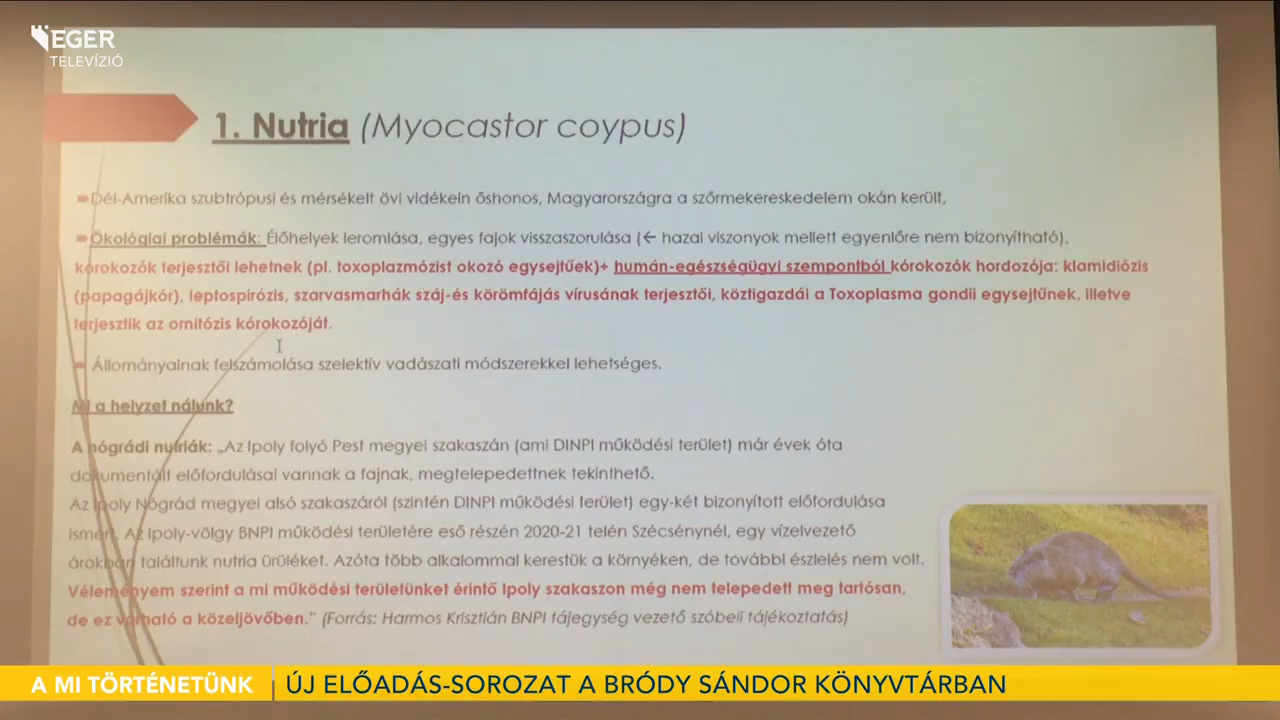 EGER
TELEVÍZIÓ
1. Nutria (Myocastor coypus)
Dél-Amerika szubtrópusi és mérsékelt övi vidékein őshonos, Magyarországra a szőrmekereskedelem okán került.
Ökológiai problémák: Élőhelyek leromlása, egyes fajok visszaszorulása (← hazai viszonyok mellett egyenlőre nem bizonyítható),
kórokozók terjesztői lehetnek (pl. toxoplazmózist okozó egysejtűek)+ humán-egészségügyi szempontból kórokozók hordozója: klamidiózis
(papagájkór), leptospirózis, szarvasmarhák száj-és körömfájás vírusának terjesztői, köztigazdái a Toxoplasma gondii egysejtűnek, illetve
terjesztik az ornitózis kórokozóját.
Állományainak felszámolása szelektív vadászati módszerekkel lehetséges.
Mi a helyzet nálunk?
A nógrádi nutriák: „Az Ipoly folyó Pest megyei szakaszán (ami DINPI működési terület) már évek óta
dokumentált előfordulásai vannak a fajnak, megtelepedettnek tekinthető.
Az Ipoly Nógrád megyei alsó szakaszáról (szintén DINPI működési terület) egy-két bizonyított előfordulása
ismert. Az Ipoly-völgy BNPI működési területére eső részén 2020-21 telén Szécsénynél, egy vízelvezető
árokban találtunk nutria ürüléket. Azóta több alkalommal kerestük a környéken, de további észlelés nem volt.
Véleményem szerint a mi működési területünket érintő Ipoly szakaszon még nem telepedett meg tartósan,
de ez várható a közeljövőben." (Forrás: Harmos Krisztián BNPI tájegység vezető szóbeli tájékoztatás)
A MI TÖRTÉNETÜNK
ÚJ ELŐADÁS-SOROZAT A BRÓDY SÁNDOR KÖNYVTÁRBAN